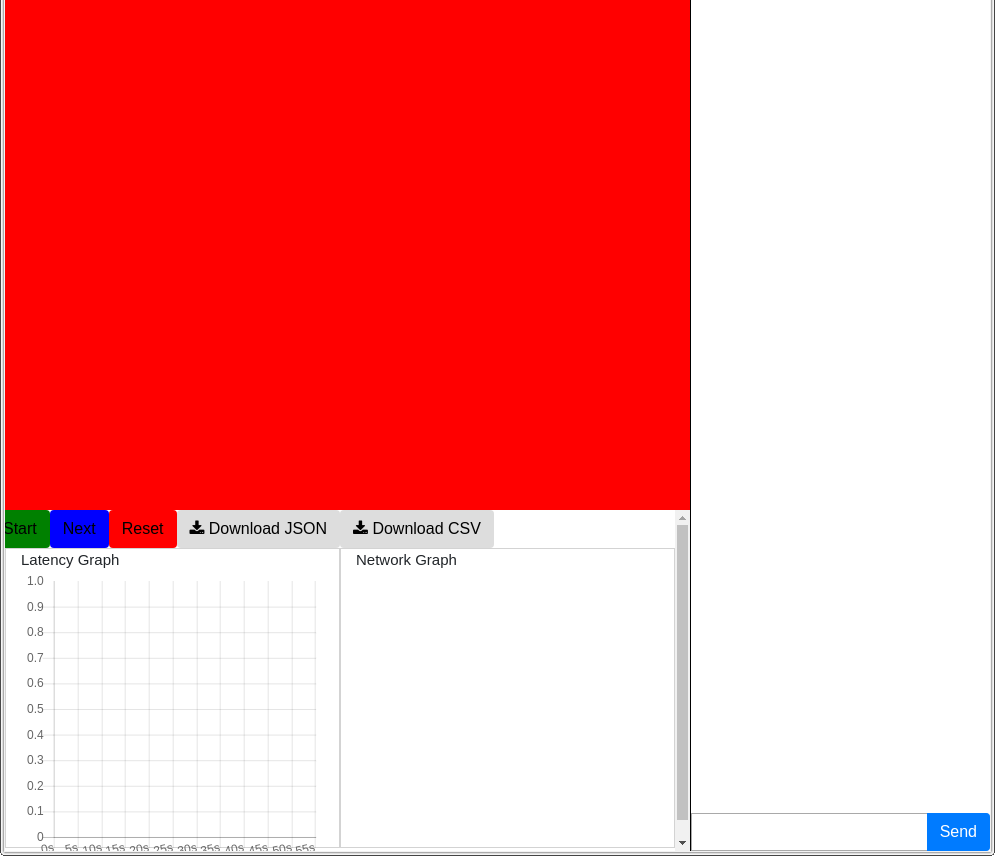 Start Next Reset Download JSON Download CSV
Latency Graph Network Graph
1.0
0.9
0.8
0.7
0.6
0.5
0.4
0.3
0.2
0.1
0
0s 5s 10s 15s 20s 25s 30s 35s 40s 45s 50s 55s
Send